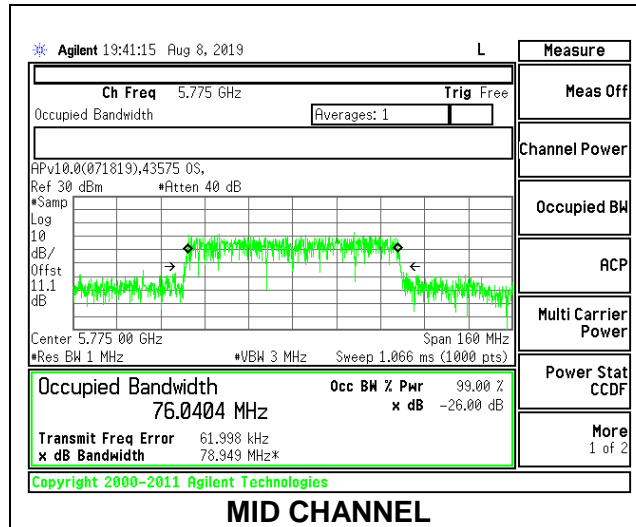 Agilent 19:41:15 Aug 8, 2019 L Measure
Ch Freq 5.775 GHz Trig Free
Meas Off
Occupied Bandwidth Averages: 1
Channel Power
APv10.0(071819),43575 OS,
Ref 30 dBm #Atten 40 dB
#Samp
Log
10
dB/
Offst
11.1
dB
Occupied BW
ACP
Center 5.775 00 GHz Span 160 MHz
#Res BW 1 MHz #VBW 3 MHz Sweep 1.066 ms (1000 pts)
Multi Carrier
Power
Occupied Bandwidth Occ BW % Pwr 99.00 %
76.0404 MHz x dB -26.00 dB
Transmit Freq Error 61.998 kHz
x dB Bandwidth 78.949 MHz*
Power Stat
CCDF
More
1 of 2
Copyright 2000-2011 Agilent Technologies
MID CHANNEL